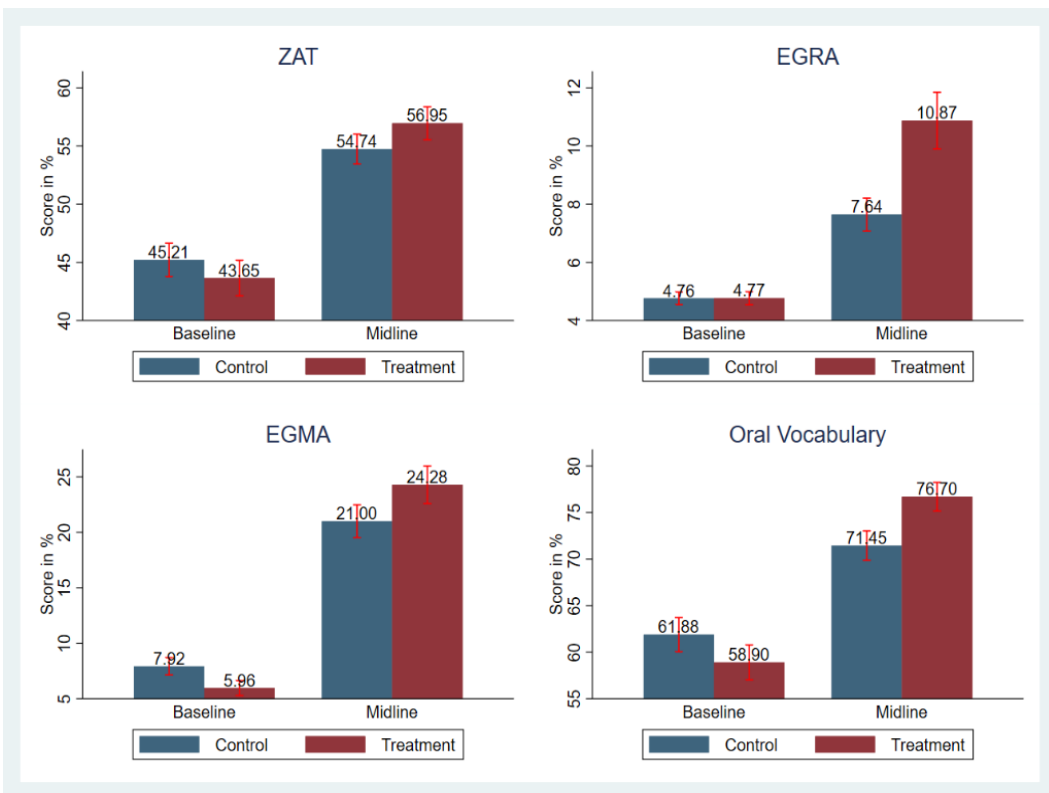 ZAT
Score in %
60
55
50
45
40
45.21
43.65
54.74
56.95
Baseline
Midline
Control
Treatment
EGRA
Score in %
12
10
8
6
4
4.76
4.77
7.64
10.87
Baseline
Midline
Control
Treatment
EGMA
Score in %
25
20
15
10
5
7.92
5.96
21.00
24.28
Baseline
Midline
Control
Treatment
Oral Vocabulary
Score in %
80
75
70
65
60
55
61.88
58.90
71.45
76.70
Baseline
Midline
Control
Treatment